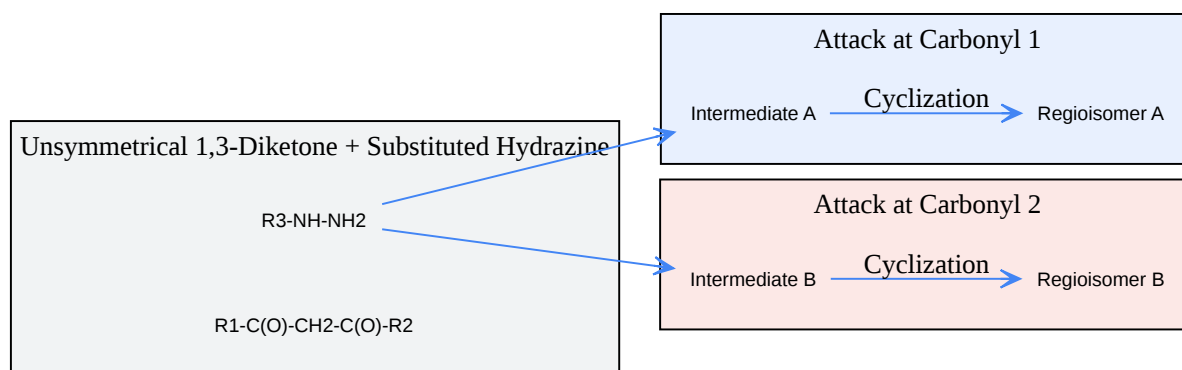 Unsymmetrical 1,3-Diketone + Substituted Hydrazine
R3-NH-NH2
R1-C(O)-CH2-C(O)-R2
Attack at Carbonyl 1
Cyclization
Intermediate A
Regioisomer A
Attack at Carbonyl 2
Cyclization
Intermediate B
Regioisomer B